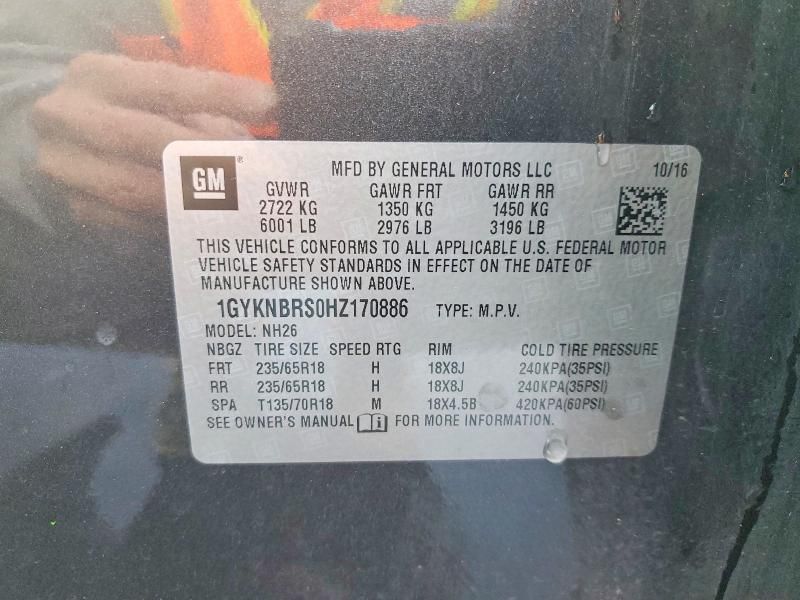 GM
MFD BY GENERAL MOTORS LLC 10/16
GVWR GAWR FRT GAWR RR
2722 KG 1350 KG 1450 KG
6001 LB 2976 LB 3196 LB
THIS VEHICLE CONFORMS TO ALL APPLICABLE U.S. FEDERAL MOTOR
VEHICLE SAFETY STANDARDS IN EFFECT ON THE DATE OF
MANUFACTURE SHOWN ABOVE.
1GYKNBRS0HZ170886 TYPE: M.P.V.
MODEL: NH26
NBGZ TIRE SIZE SPEED RTG RIM COLD TIRE PRESSURE
FRT 235/65R18 H 18X8J 240KPA(35PSI)
RR 235/65R18 H 18X8J 240KPA(35PSI)
SPA T135/70R18 M 18X4.5B 420KPA(60PSI)
SEE OWNER'S MANUAL i FOR MORE INFORMATION.